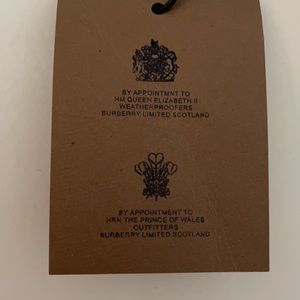 BY APPOINTMNT TO
HM QUEEN ELIZABETH II
WEATHERPROOFERS
BURBERRY LIMITED SCOTLAND
BY APPOINTMENT TO
HRH THE PRINCE OF WALES
OUTFITTERS
BURBERRY LIMITED SCOTLAND